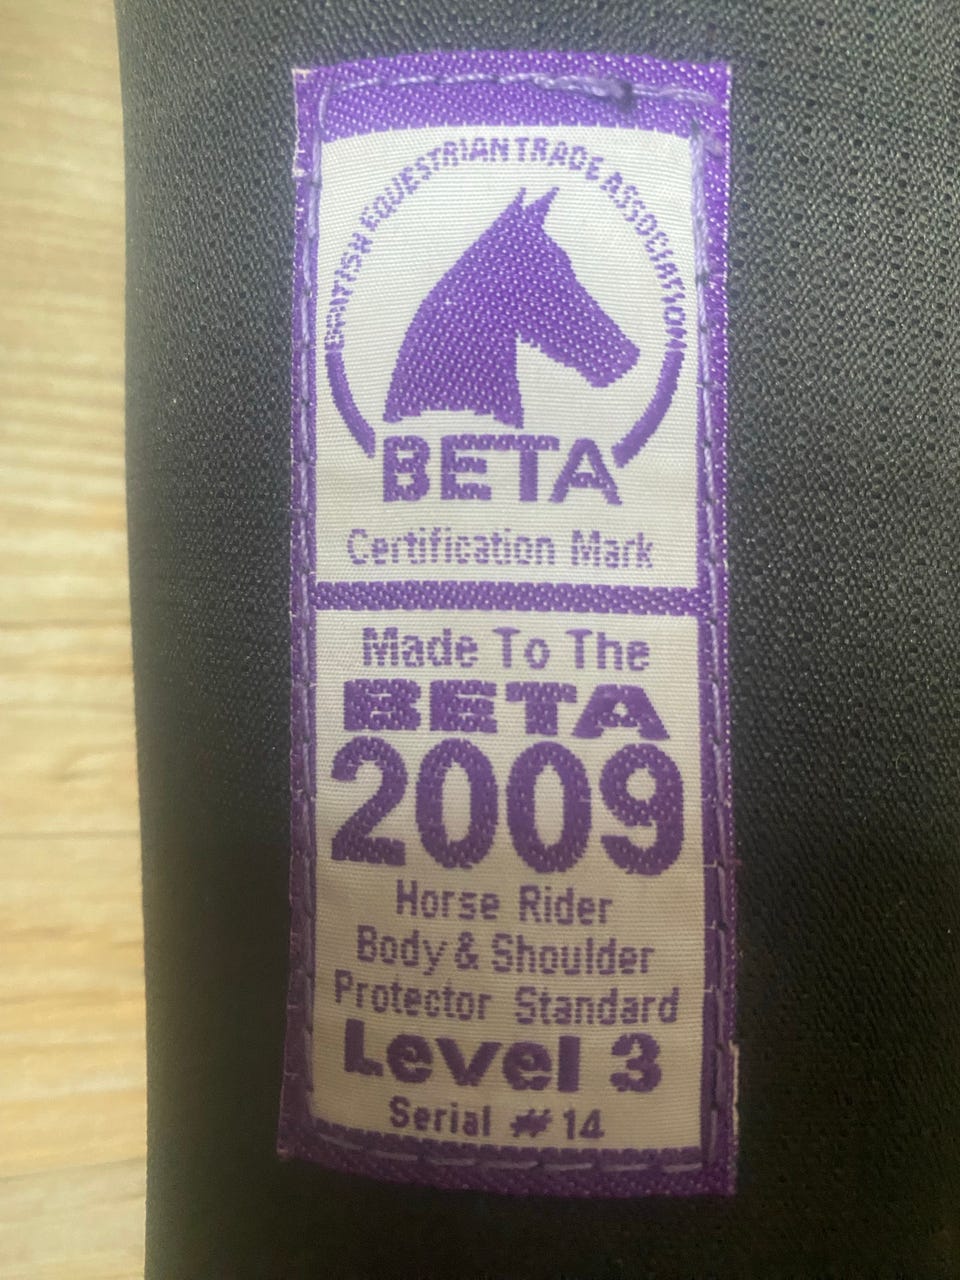 BRITISH EQUESTRIAN TRADE ASSOCIATION
BETA
Certification Mark
Made To The
BETA
2009
Horse Rider
Body & Shoulder
Protector Standard
Level 3
Serial # 14